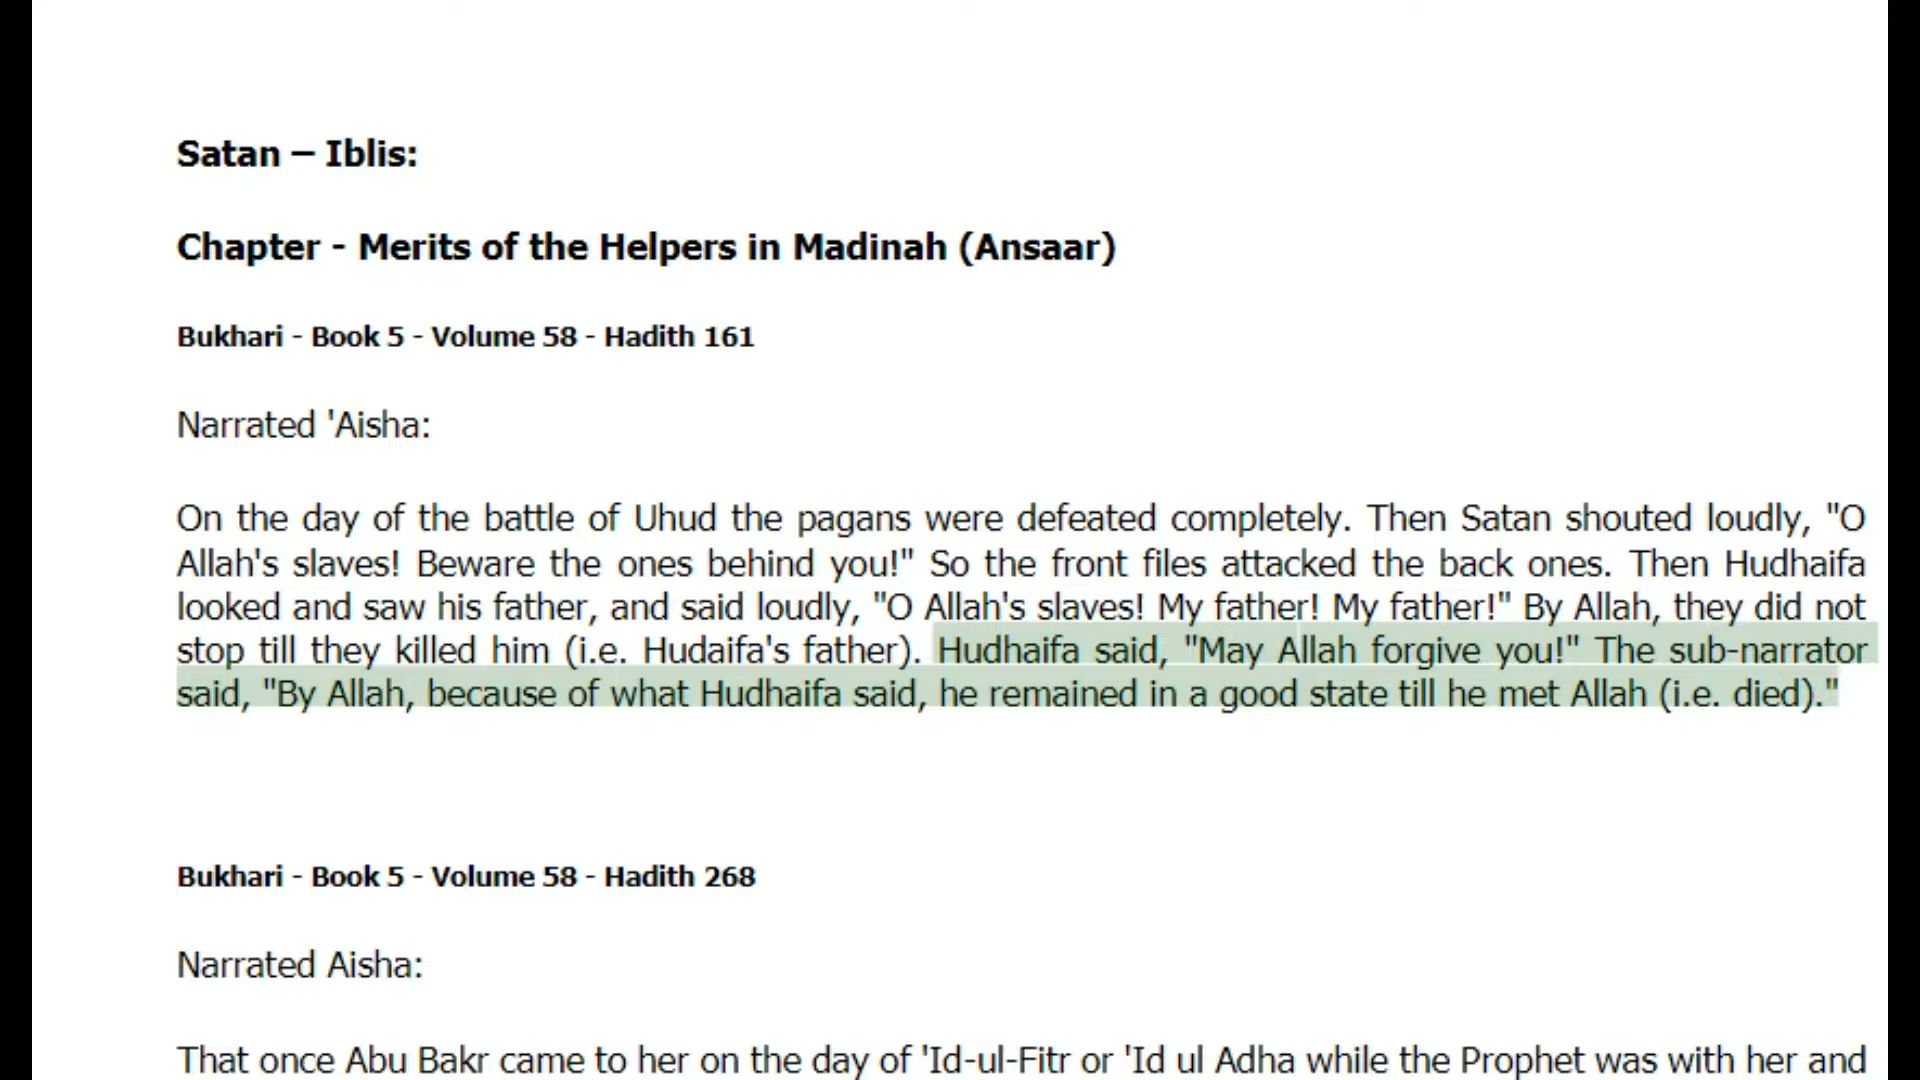 Satan – Iblis:
Chapter - Merits of the Helpers in Madinah (Ansaar)
Bukhari - Book 5 - Volume 58 - Hadith 161
Narrated 'Aisha:
On the day of the battle of Uhud the pagans were defeated completely. Then Satan shouted loudly, "O
Allah's slaves! Beware the ones behind you!" So the front files attacked the back ones. Then Hudhaifa
looked and saw his father, and said loudly, "O Allah's slaves! My father! My father!" By Allah, they did not
stop till they killed him (i.e. Hudaifa's father). Hudhaifa said, "May Allah forgive you!" The sub-narrator
said, "By Allah, because of what Hudhaifa said, he remained in a good state till he met Allah (i.e. died)."
Bukhari - Book 5 - Volume 58 - Hadith 268
Narrated Aisha:
That once Abu Bakr came to her on the day of 'Id-ul-Fitr or 'Id ul Adha while the Prophet was with her and